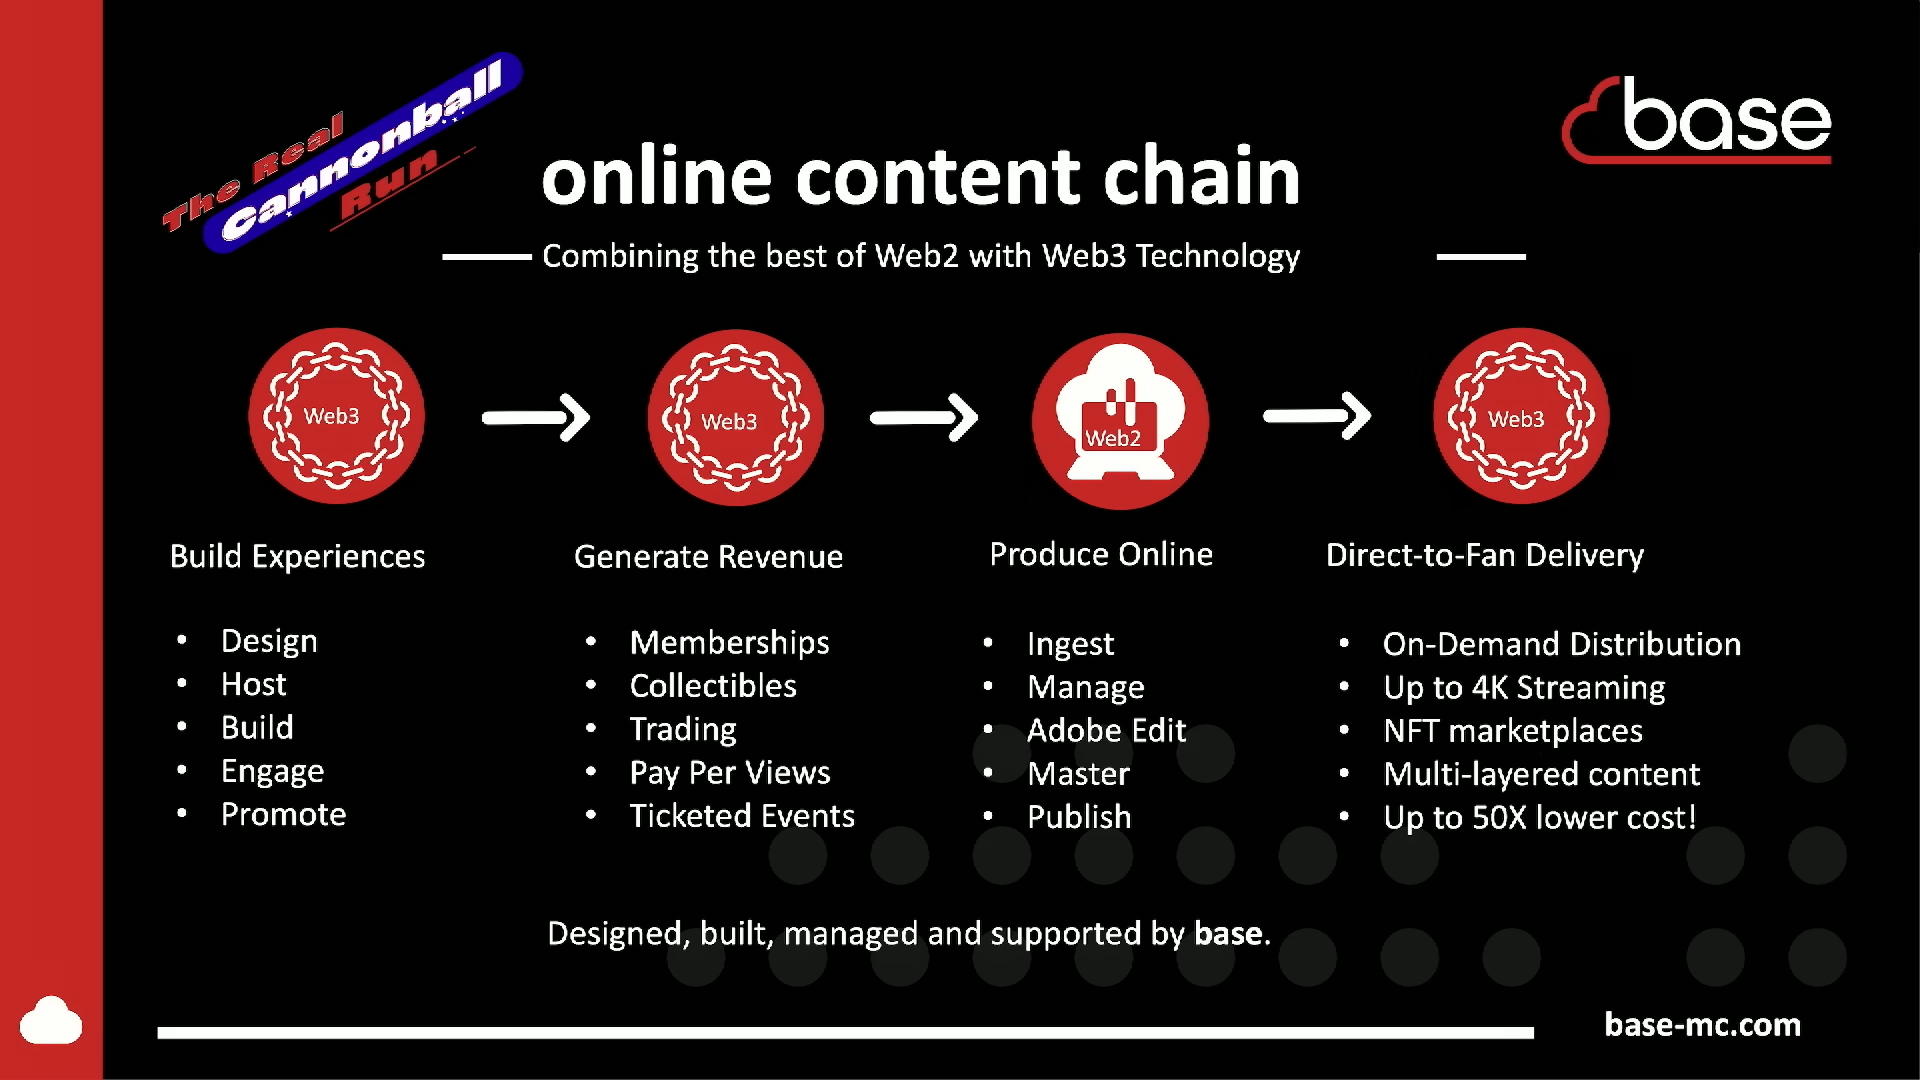 The Real
Cannonball
Run
base
online content chain
Combining the best of Web2 with Web3 Technology
Web3
Web3
Web2
Web3
Build Experiences
Generate Revenue
Produce Online
Direct-to-Fan Delivery
• Design
• Host
• Build
• Engage
• Promote
• Memberships
• Collectibles
• Trading
• Pay Per Views
• Ticketed Events
• Ingest
• Manage
• Adobe Edit
• Master
• Publish
• On-Demand Distribution
• Up to 4K Streaming
• NFT marketplaces
• Multi-layered content
• Up to 50X lower cost!
Designed, built, managed and supported by base.
base-mc.com